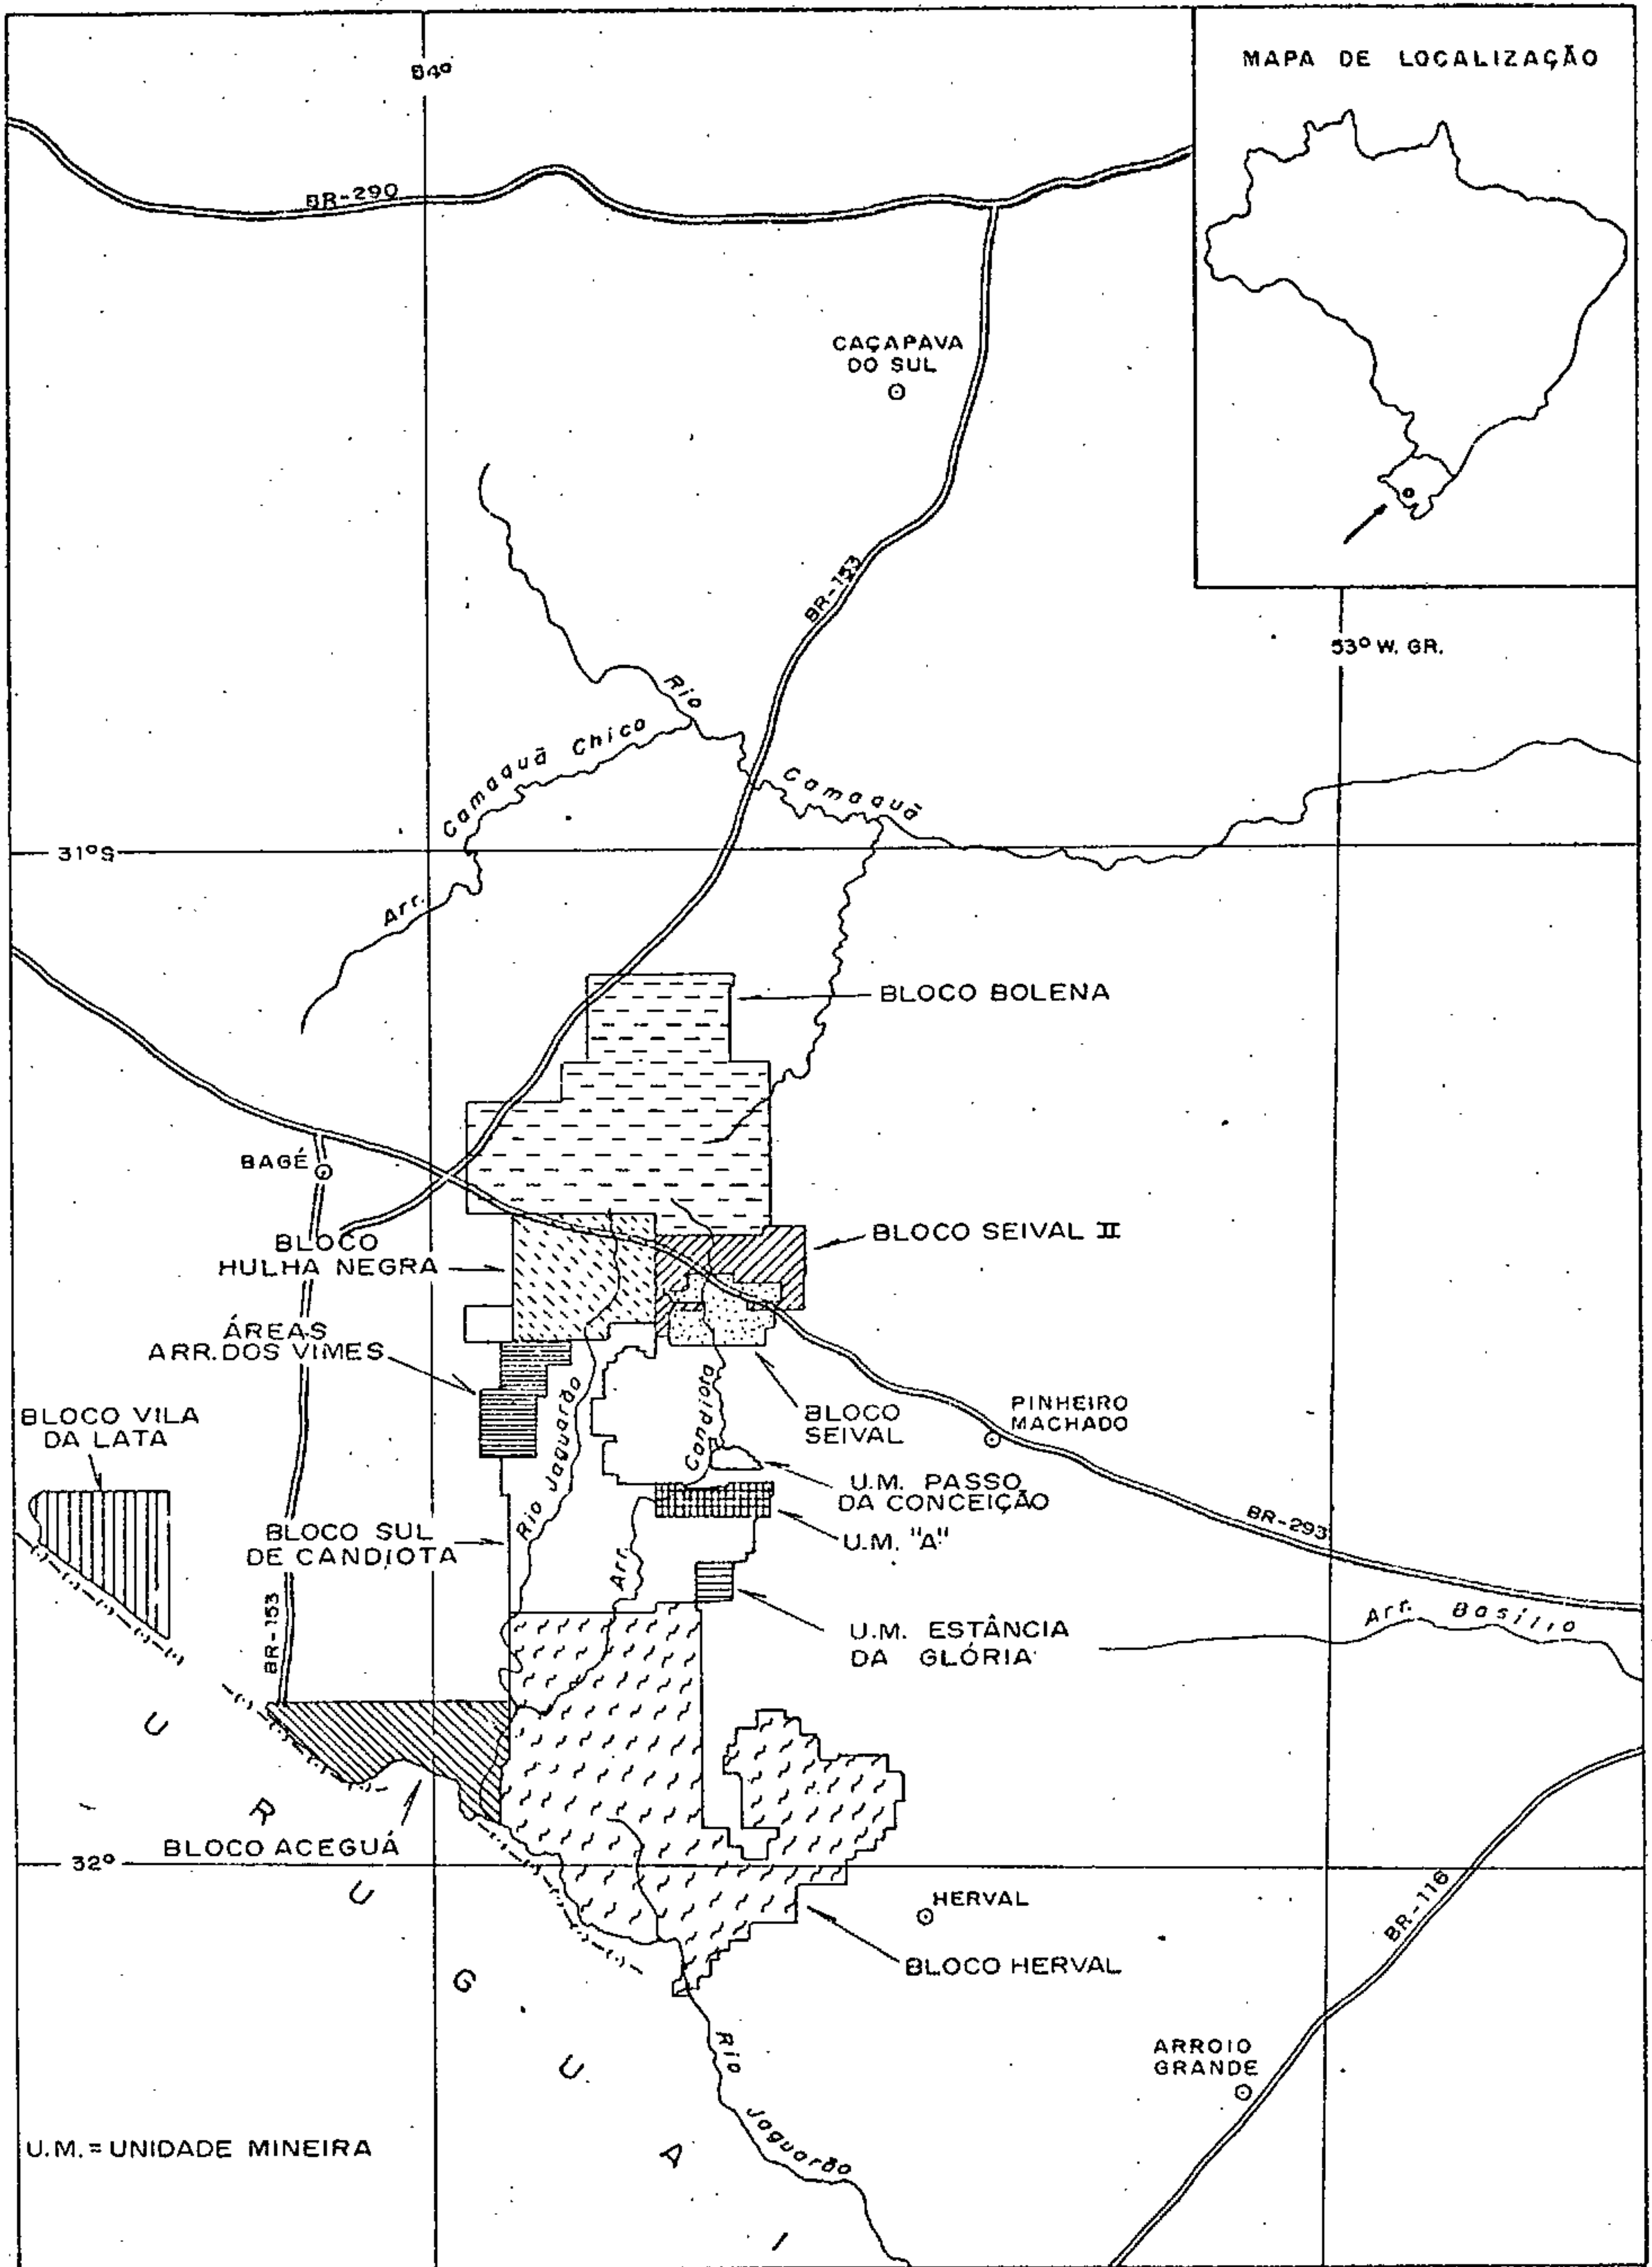 MAPA DE LOCALIZAÇÃO
54º
BR-290
CAÇAPAVA
DO SUL
BR-153
53º W. GR.
Rio
Camaquã
Arr. Camaquã Chico
31ºS
BLOCO BOLENA
BAGÉ
BLOCO SEIVAL II
BLOCO
HULHA NEGRA
ÁREAS
ARR. DOS VIMES
BLOCO VILA
DA LATA
Rio Jaguarão
Arr. Candiota
BLOCO
SEIVAL
PINHEIRO
MACHADO
U.M. PASSO
DA CONCEIÇÃO
U.M. "A"
BR-293
BLOCO SUL
DE CANDIOTA
BR-153
U.M. ESTÂNCIA
DA GLÓRIA
Arr. Basílio
BLOCO ACEGUÁ
32º
HERVAL
BLOCO HERVAL
BR-116
URUGUAI
ARROIO
GRANDE
Rio Jaguarão
U.M. = UNIDADE MINEIRA